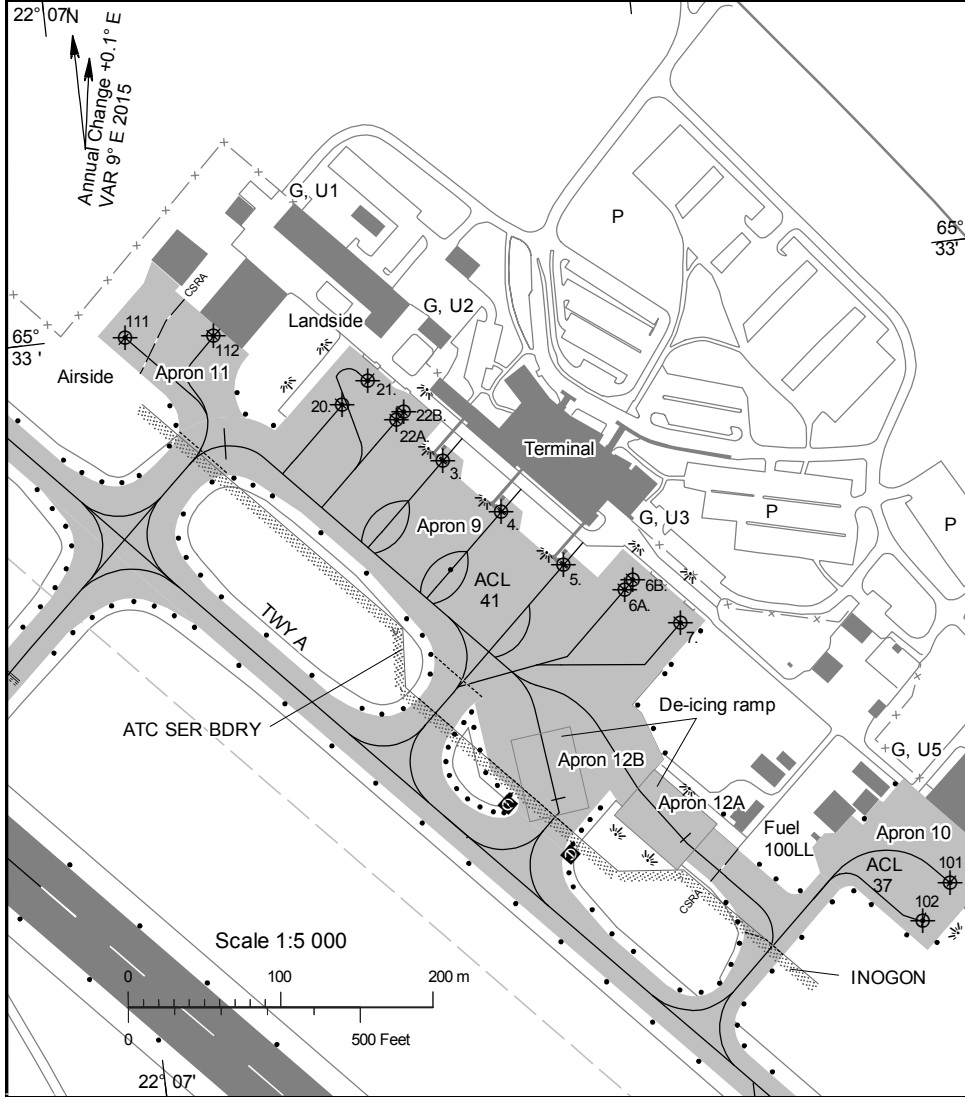 22° 07'N
Annual Change +0.1° E
VAR 9° E 2015
G, U1
P
65°
33'
G, U2
Landside
CSRA
111
112
65°
33 '
Apron 11
Airside
21.
20.
22B.
22A.
Terminal
3.
4.
Apron 9
G, U3
P
P
5.
ACL
41
6B.
6A.
7.
TWY A
De-icing ramp
ATC SER BDRY
G, U5
Apron 12B
Apron 12A
Fuel
100LL
Apron 10
ACL
37
101
102
CSRA
Scale 1:5 000
INOGON
0
100
200 m
0
500 Feet
22° 07'